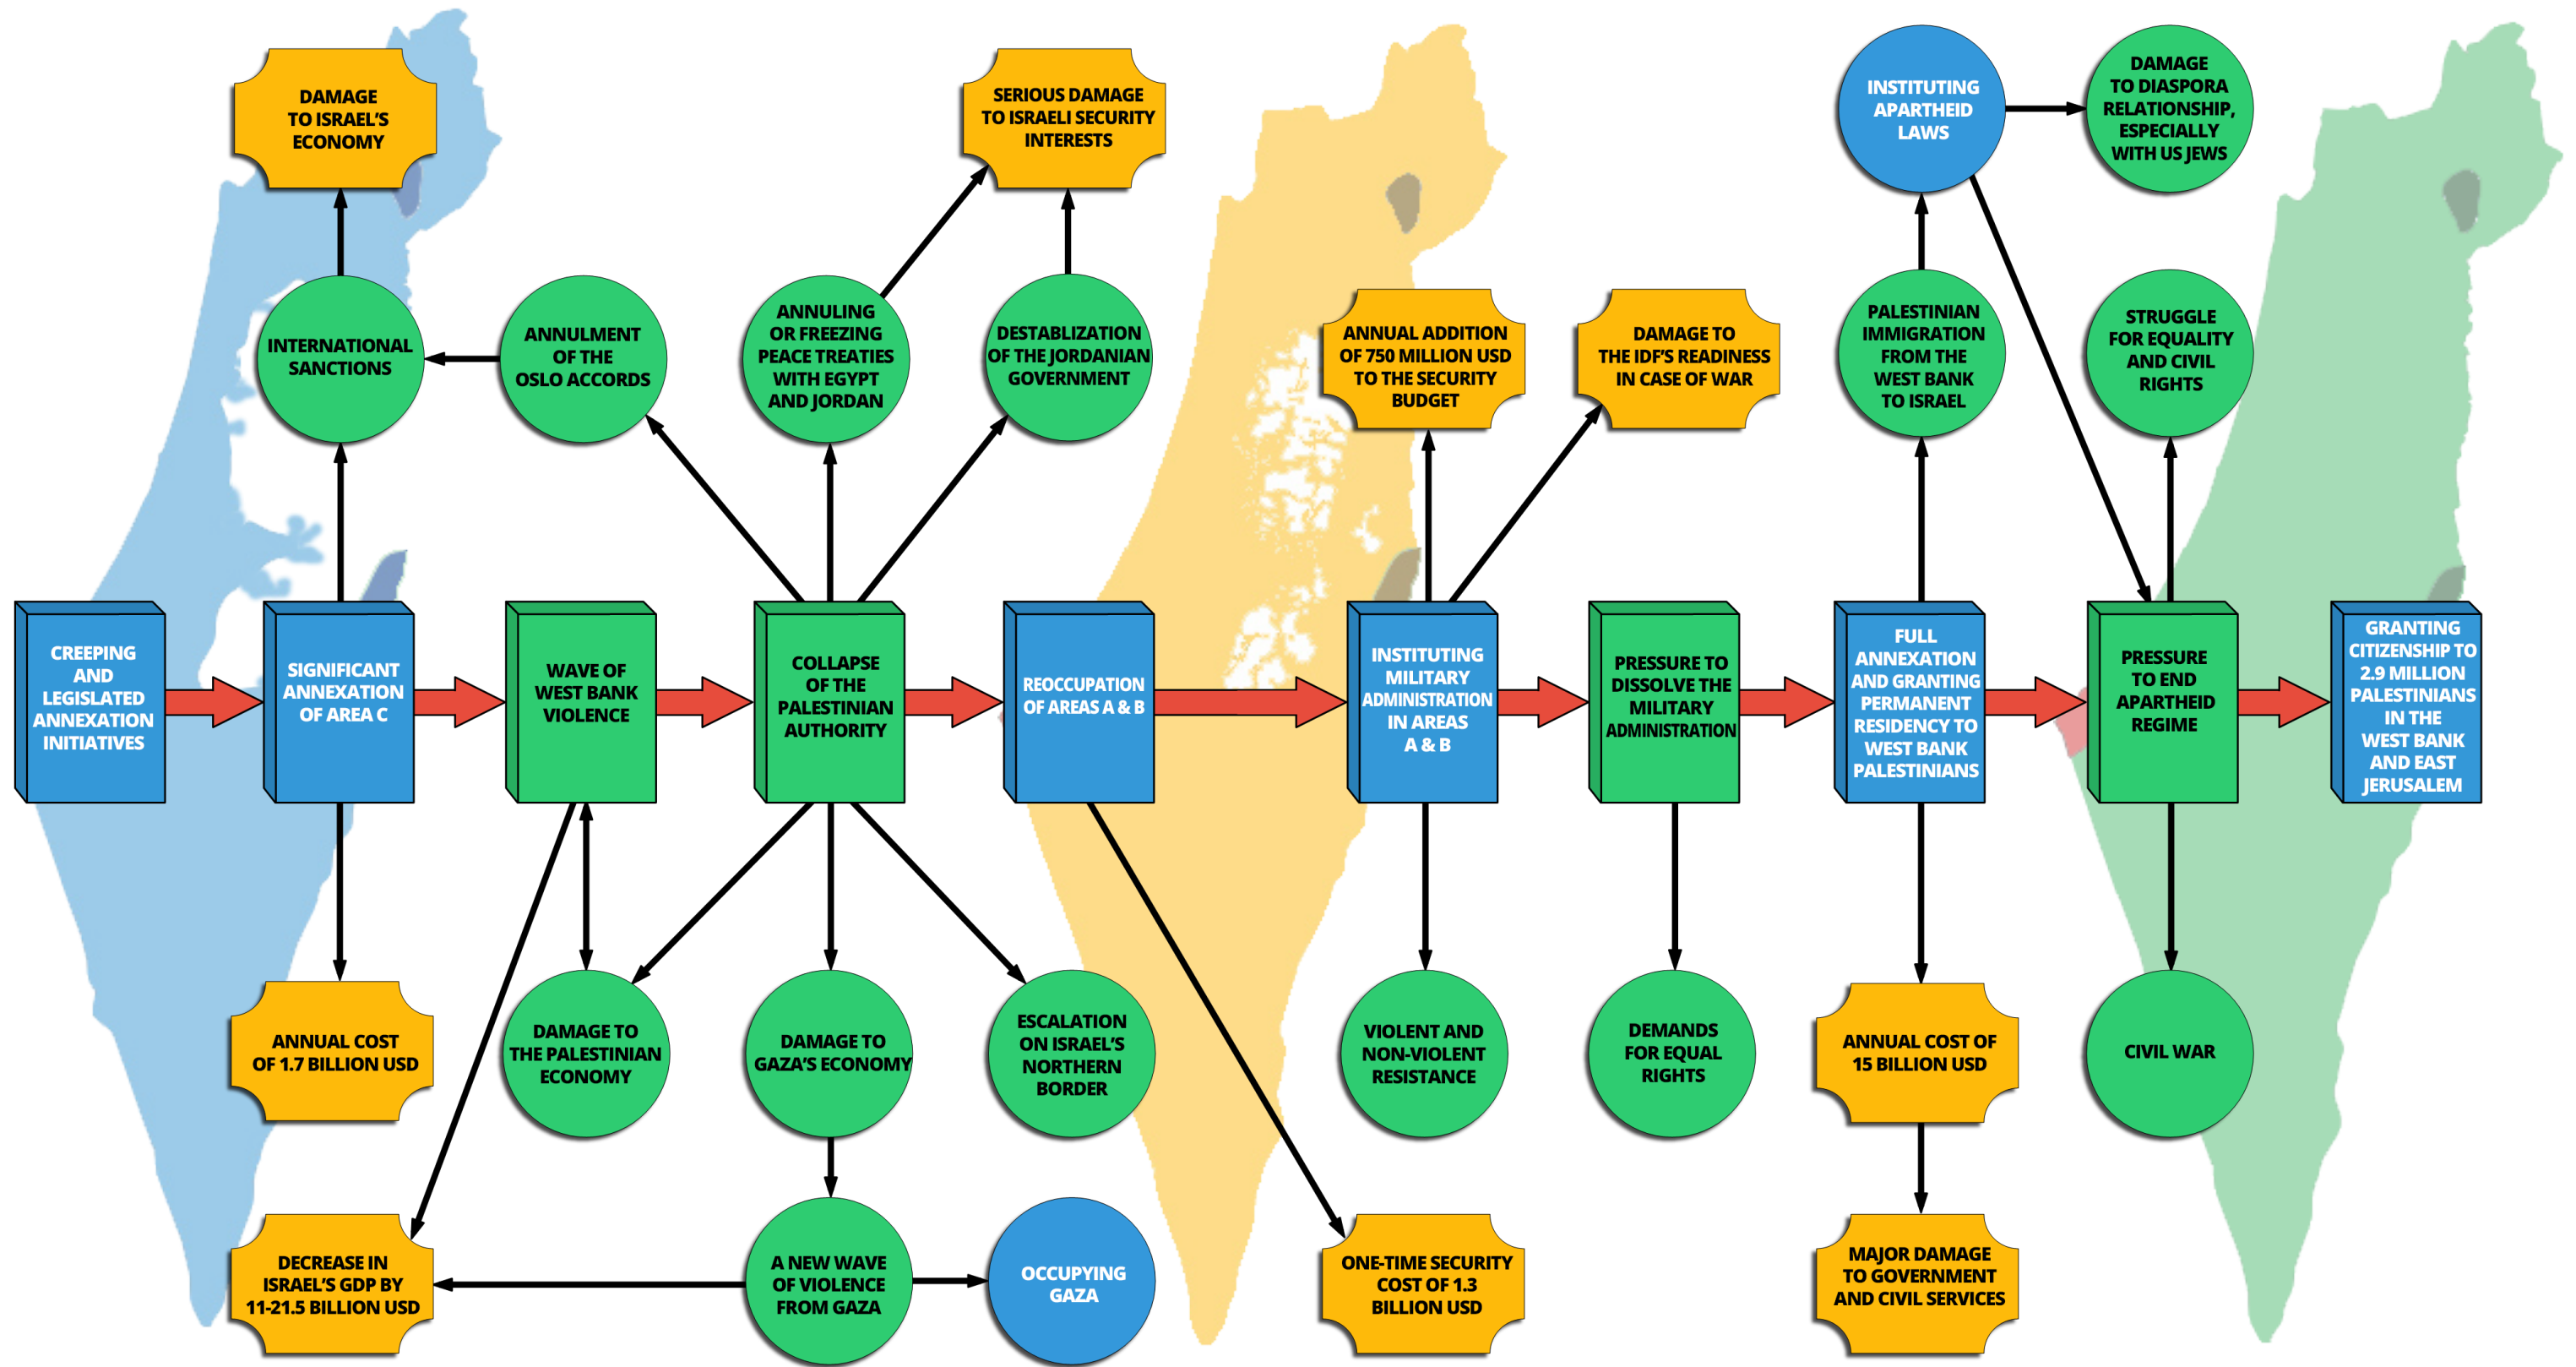 DAMAGE
TO ISRAEL'S
ECONOMY
SERIOUS DAMAGE
TO ISRAELI SECURITY
INTERESTS
INSTITUTING
APARTHEID
LAWS
DAMAGE
TO DIASPORA
RELATIONSHIP,
ESPECIALLY
WITH US JEWS
INTERNATIONAL
SANCTIONS
ANNULMENT
OF THE
OSLO ACCORDS
ANNULING
OR FREEZING
PEACE TREATIES
WITH EGYPT
AND JORDAN
DESTABLIZATION
OF THE JORDANIAN
GOVERNMENT
ANNUAL ADDITION
OF 750 MILLION USD
TO THE SECURITY
BUDGET
DAMAGE TO
THE IDF'S READINESS
IN CASE OF WAR
PALESTINIAN
IMMIGRATION
FROM THE
WEST BANK
TO ISRAEL
STRUGGLE
FOR EQUALITY
AND CIVIL
RIGHTS
CREEPING
AND
LEGISLATED
ANNEXATION
INITIATIVES
SIGNIFICANT
ANNEXATION
OF AREA C
WAVE OF
WEST BANK
VIOLENCE
COLLAPSE
OF THE
PALESTINIAN
AUTHORITY
REOCCUPATION
OF AREAS A & B
INSTITUTING
MILITARY
ADMINISTRATION
IN AREAS
A & B
PRESSURE TO
DISSOLVE THE
MILITARY
ADMINISTRATION
FULL
ANNEXATION
AND GRANTING
PERMANENT
RESIDENCY TO
WEST BANK
PALESTINIANS
PRESSURE
TO END
APARTHEID
REGIME
GRANTING
CITIZENSHIP TO
2.9 MILLION
PALESTINIANS
IN THE
WEST BANK
AND EAST
JERUSALEM
ANNUAL COST
OF 1.7 BILLION USD
DAMAGE TO
THE PALESTINIAN
ECONOMY
DAMAGE TO
GAZA'S ECONOMY
ESCALATION
ON ISRAEL'S
NORTHERN
BORDER
VIOLENT AND
NON-VIOLENT
RESISTANCE
DEMANDS
FOR EQUAL
RIGHTS
ANNUAL COST OF
15 BILLION USD
CIVIL WAR
DECREASE IN
ISRAEL'S GDP BY
11-21.5 BILLION USD
A NEW WAVE
OF VIOLENCE
FROM GAZA
OCCUPYING
GAZA
ONE-TIME SECURITY
COST OF 1.3
BILLION USD
MAJOR DAMAGE
TO GOVERNMENT
AND CIVIL SERVICES